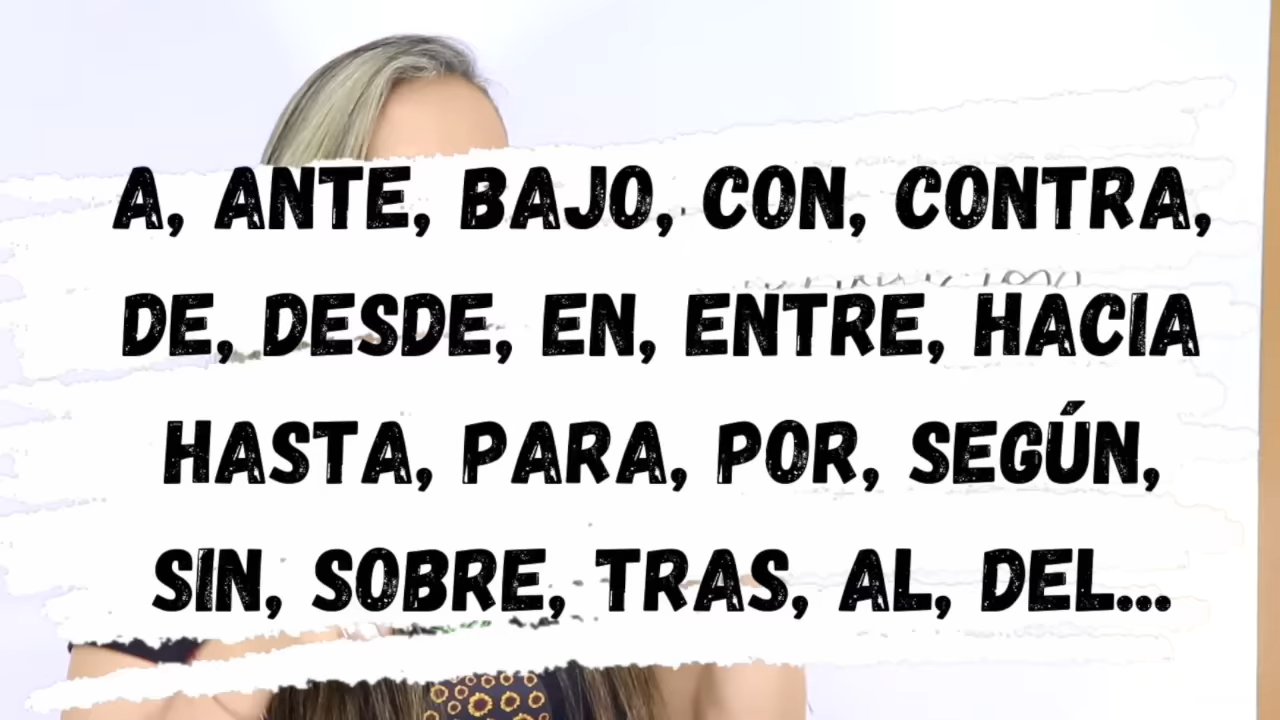 A, ANTE, BAJO, CON, CONTRA,
DE, DESDE, EN, ENTRE, HACIA
HASTA, PARA, POR, SEGÚN,
SIN, SOBRE, TRAS, AL, DEL...